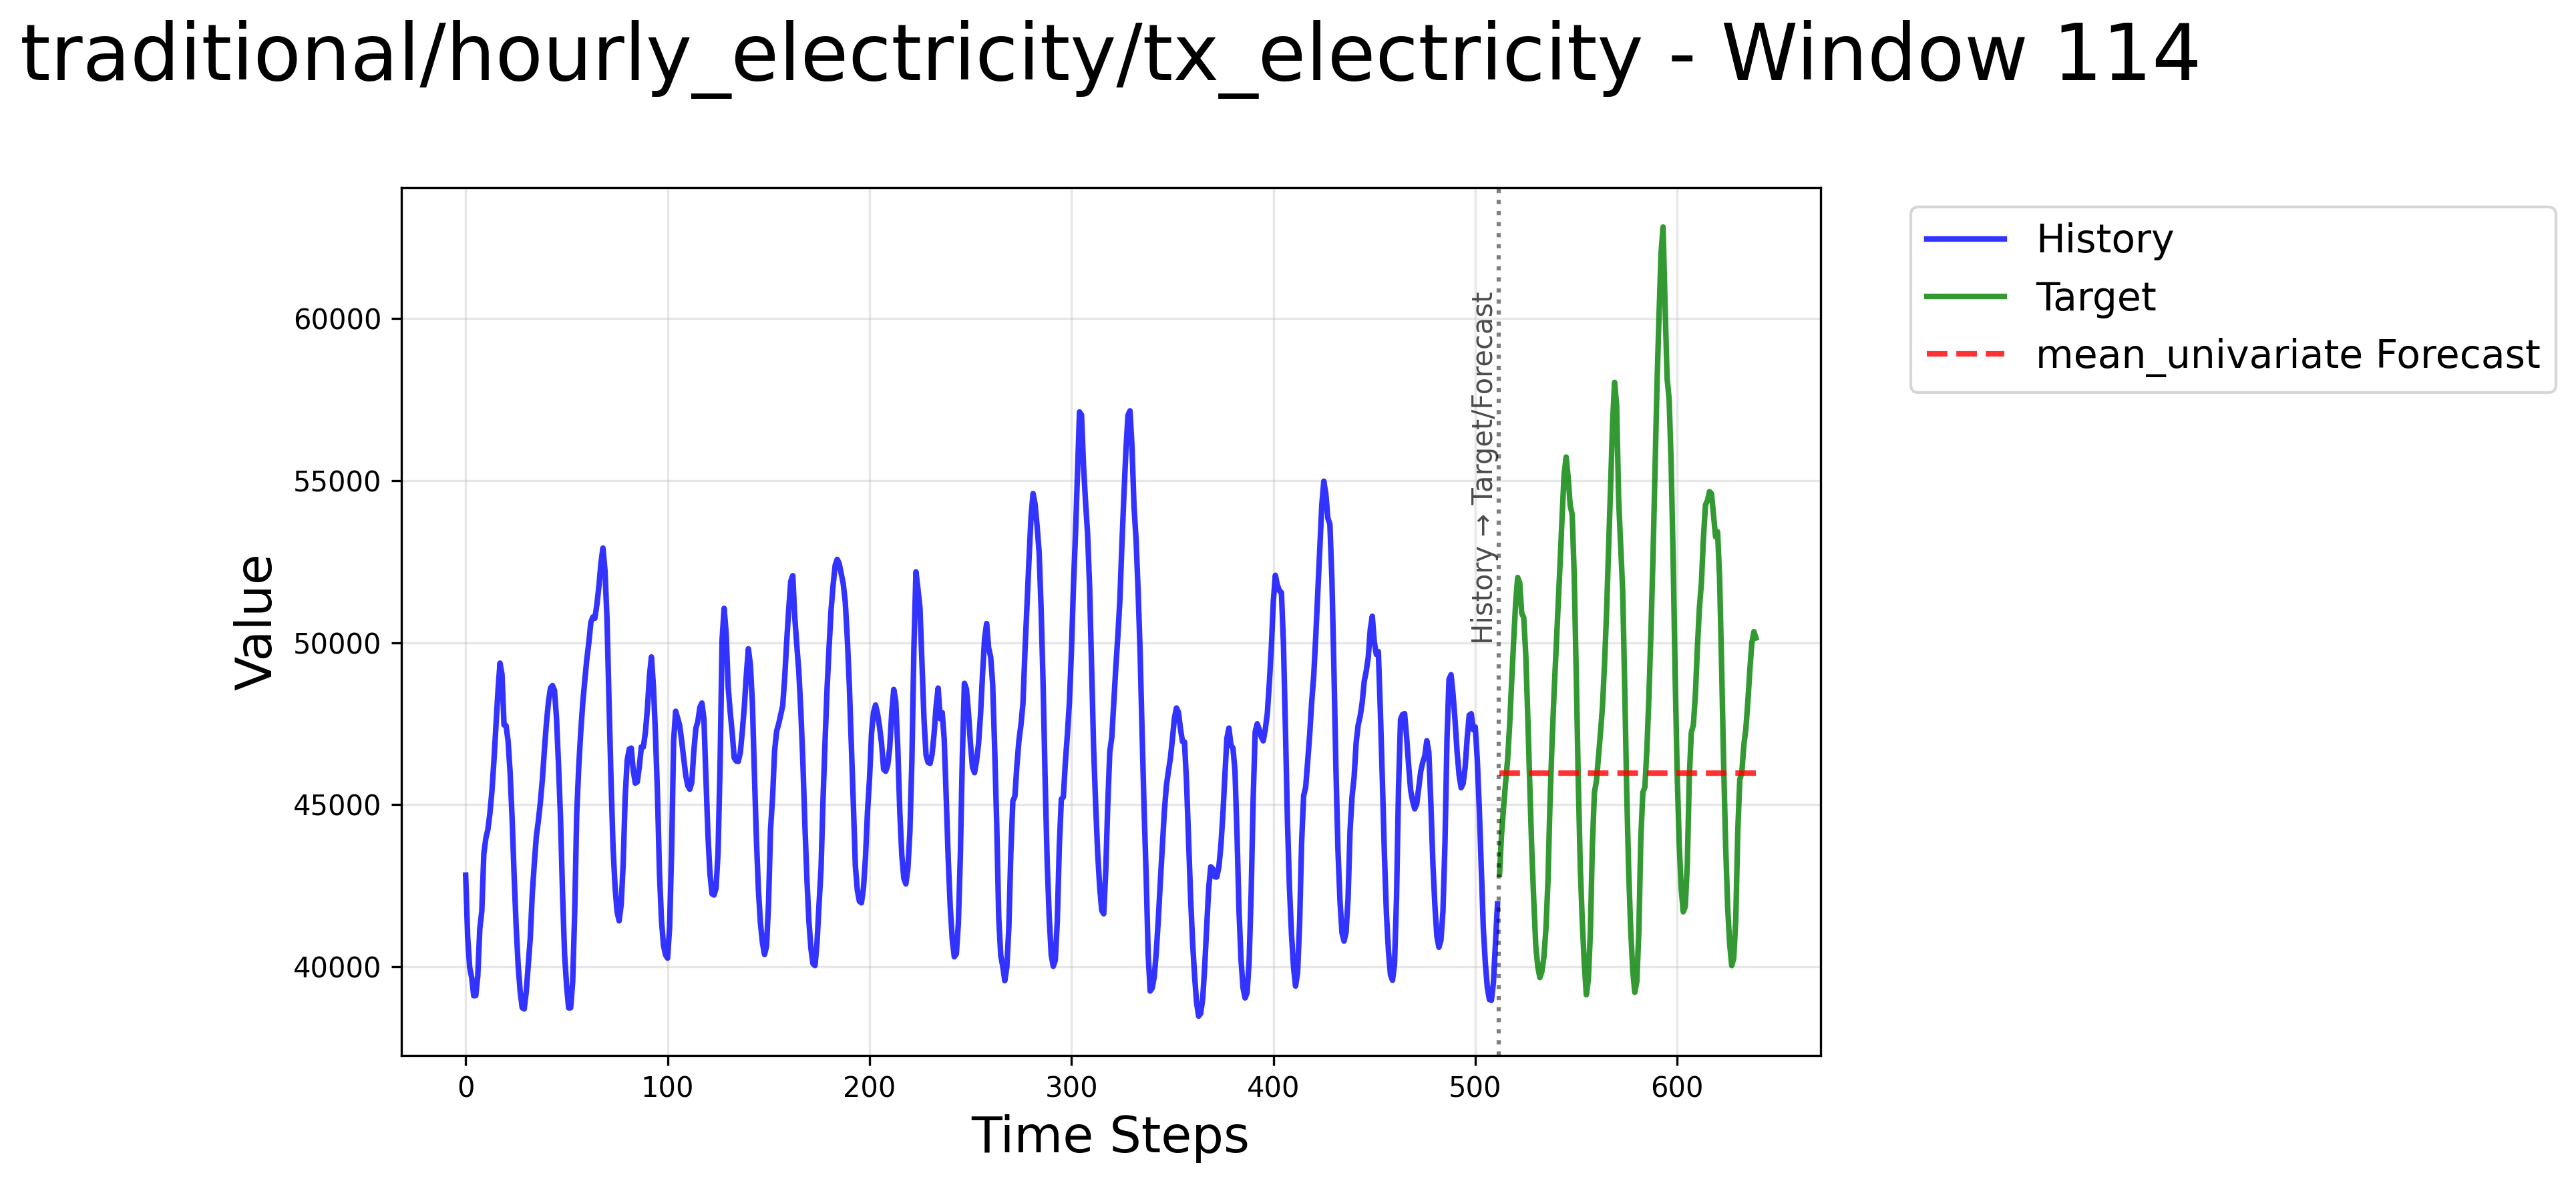 traditional/hourly_electricity/tx_electricity - Window 114
History
Target
mean_univariate Forecast
History → Target/Forecast
Value
60000
55000
50000
45000
40000
0
100
200
300
400
500
600
Time Steps